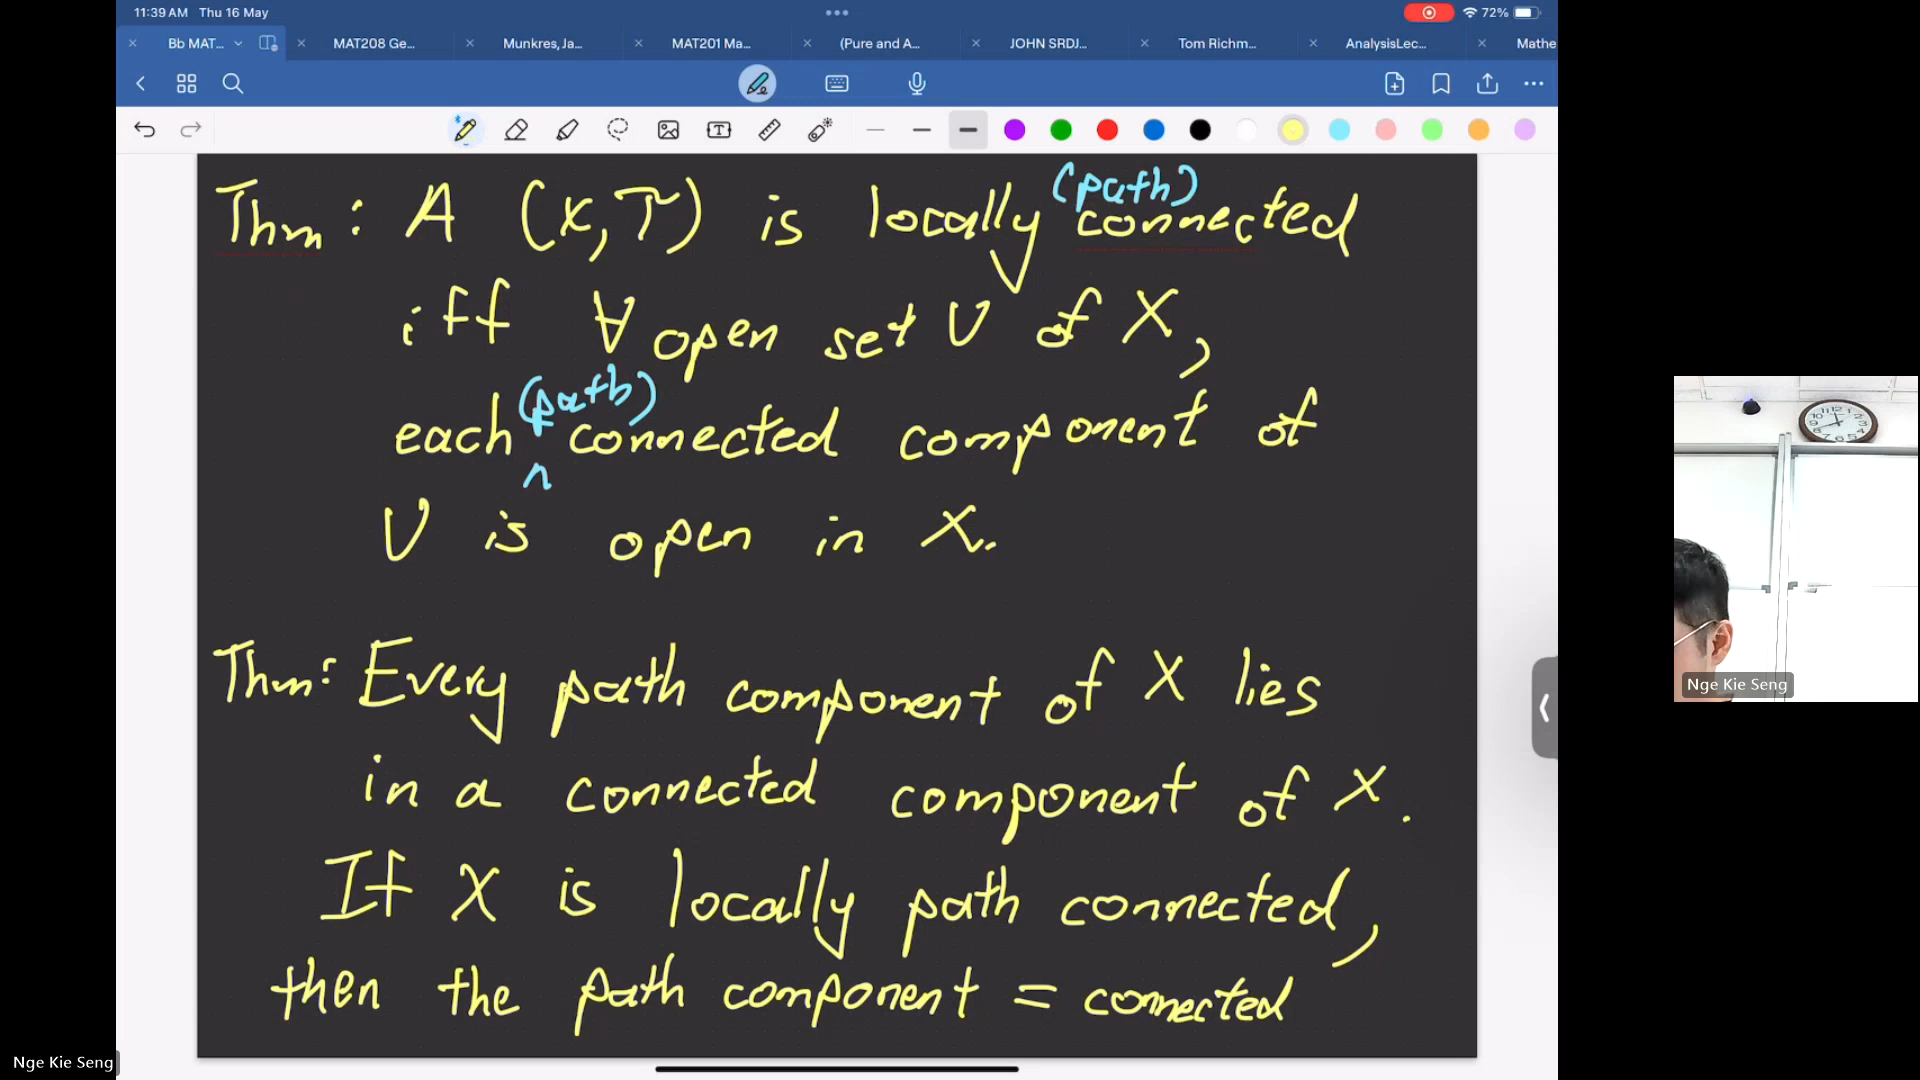 11:39 AM Thu 16 May
72%
Bb MAT... MAT208 Ge... Munkres, Ja... MAT201 Ma... (Pure and A... JOHN SRDJ... Tom Richm... AnalysisLec... Mathe
Thm: A (X,T) is locally (path) connected
iff ∀ open set U of X,
each (path) connected component of
U is open in X.
Thm: Every path component of X lies
in a connected component of X.
If X is locally path connected,
then the path component = connected
Nge Kie Seng
Nge Kie Seng